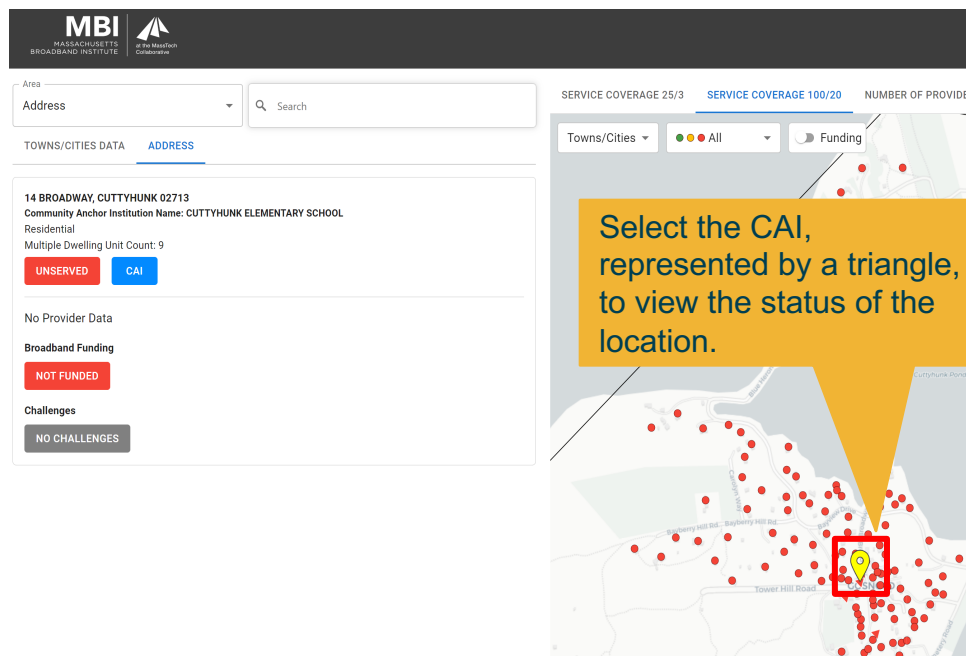 MBI
MASSACHUSETTS
BROADBAND INSTITUTE
at the MassTech
Collaborative
Area
Address
Search
TOWNS/CITIES DATA ADDRESS
14 BROADWAY, CUTTYHUNK 02713
Community Anchor Institution Name: CUTTYHUNK ELEMENTARY SCHOOL
Residential
Multiple Dwelling Unit Count: 9
UNSERVED CAI
No Provider Data
Broadband Funding
NOT FUNDED
Challenges
NO CHALLENGES
SERVICE COVERAGE 25/3 SERVICE COVERAGE 100/20 NUMBER OF PROVIDE
Towns/Cities All Funding
Select the CAI,
represented by a triangle,
to view the status of the
location.
Cuttyhunk Pond
Bayberry Hill Rd Bayberry Hill Rd
Bayview Drive
Tower Hill Road